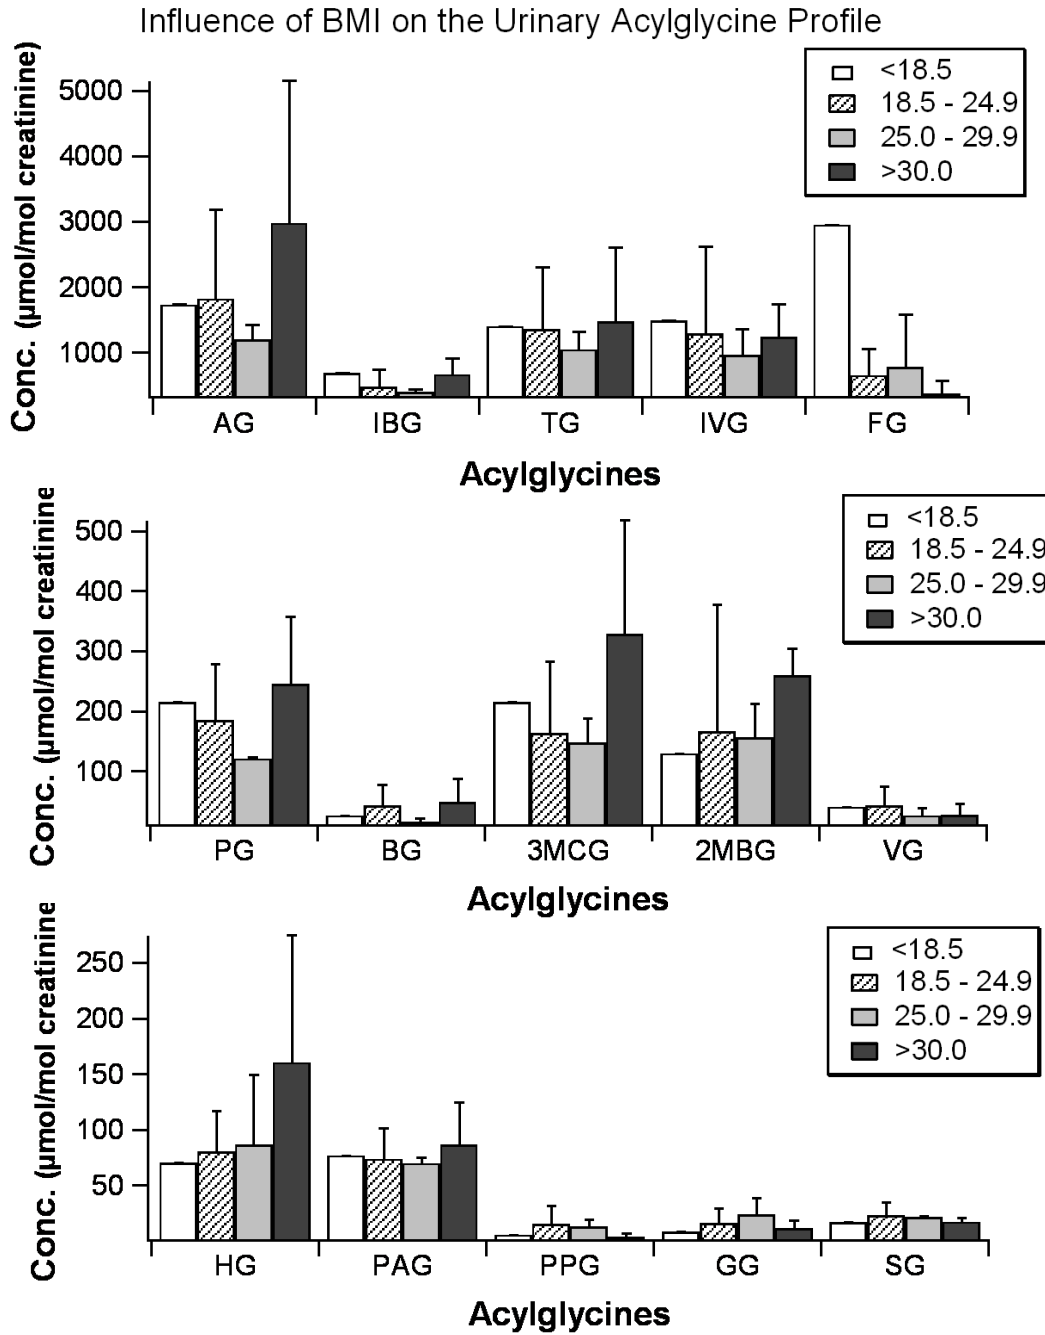 Influence of BMI on the Urinary Acylglycine Profile
<18.5
18.5 - 24.9
25.0 - 29.9
>30.0
Conc. (µmol/mol creatinine)
5000
4000
3000
2000
1000
AG IBG TG IVG FG
Acylglycines
<18.5
18.5 - 24.9
25.0 - 29.9
>30.0
Conc. (µmol/mol creatinine
500
400
300
200
100
PG BG 3MCG 2MBG VG
Acylglycines
<18.5
18.5 - 24.9
25.0 - 29.9
>30.0
Conc. (µmol/mol creatinine
250
200
150
100
50
HG PAG PPG GG SG
Acylglycines